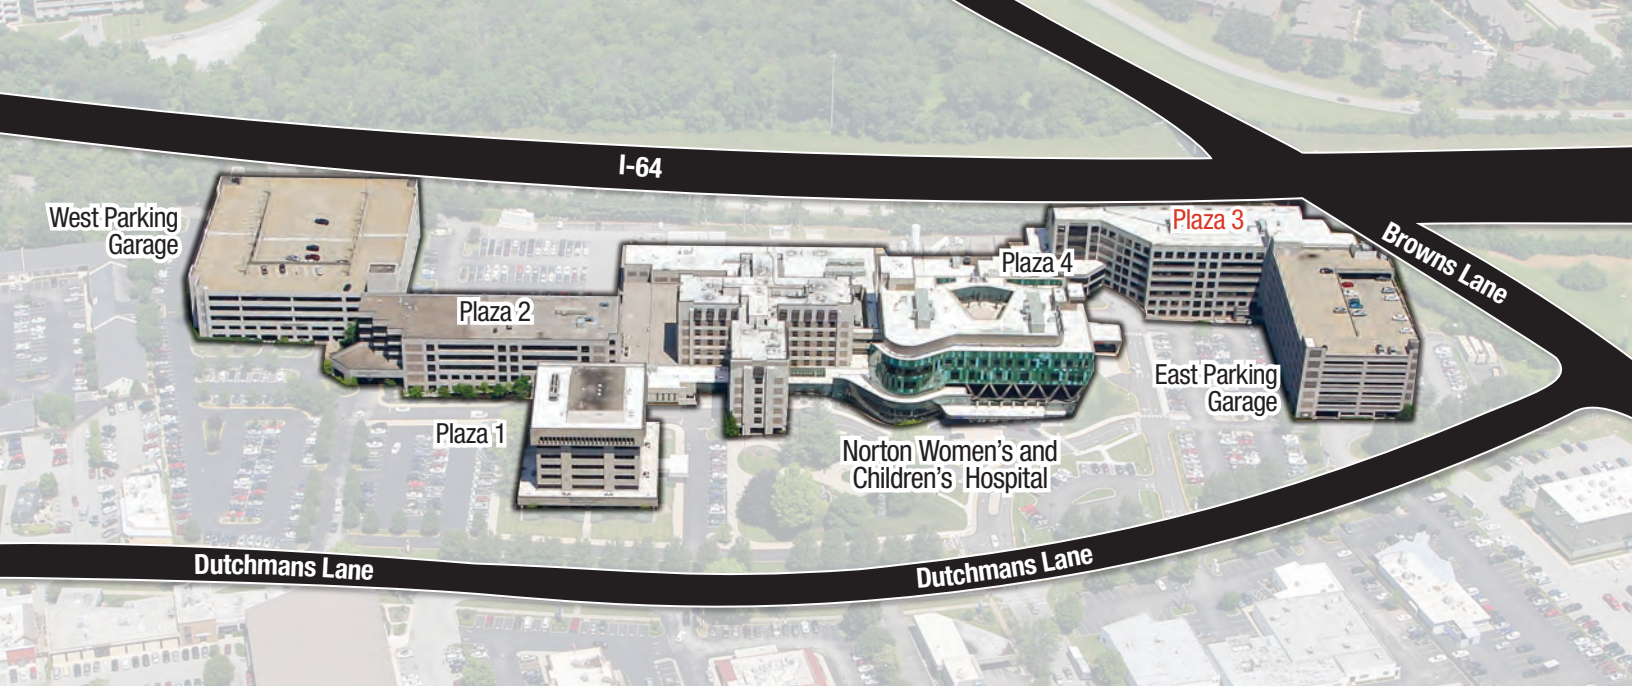 I-64
West Parking
Garage
Plaza 3
Browns Lane
Plaza 4
Plaza 2
East Parking
Garage
Plaza 1
Norton Women's and
Children's Hospital
Dutchmans Lane
Dutchmans Lane